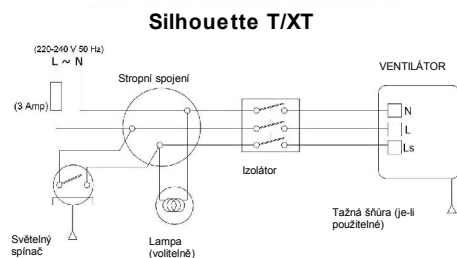 Silhouette T/XT
(220-240 V 50 Hz)
L ~ N
Stropní spojení
VENTILÁTOR
(3 Amp)
N
L
Ls
Izolátor
Světelný
spínač
Lampa
(volitelně)
Tažná šňůra (je-li
použitelné)